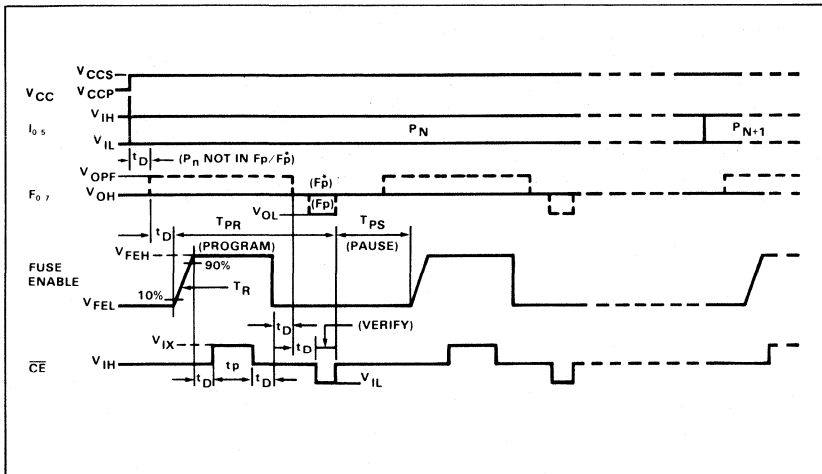 VCCS
VCC
VCCP
VIH
I0 5
PN
PN+1
VIL
tD
(Pn NOT IN Fp/F*p)
VOPF
(F*p)
F0 7
VOH
(Fp)
VOL
tD
TPR
TPS
VFEH
(PROGRAM)
(PAUSE)
90%
FUSE
ENABLE
TR
10%
VFEL
tD
(VERIFY)
tD
VIX
CE
VIH
tp
tD
tD
VIL